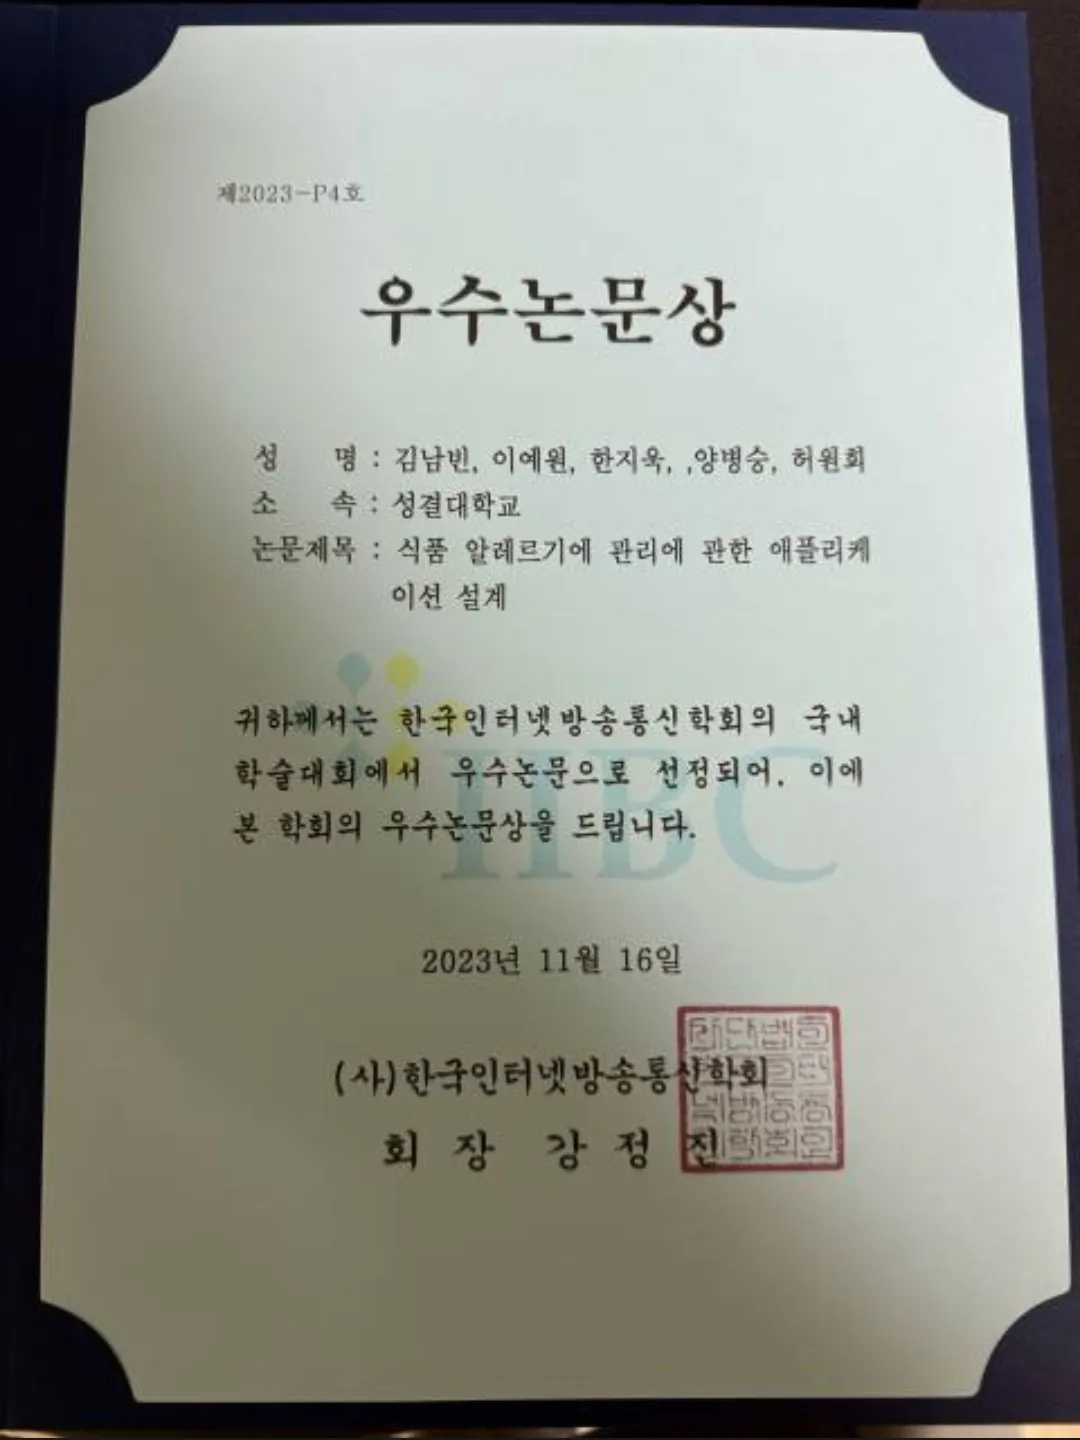 제2023-P4호
우수논문상
성 명 : 김남빈, 이예원, 한지욱, ,양병승, 허원회
소 속 : 성결대학교
논문제목 : 식품 알레르기에 관리에 관한 애플리케
이션 설계
귀하께서는 한국인터넷방송통신학회의 국내
학술대회에서 우수논문으로 선정되어, 이에
본 학회의 우수논문상을 드립니다.
IIBC
2023년 11월 16일
(사)한국인터넷방송통신학회
회 장 강 정 진